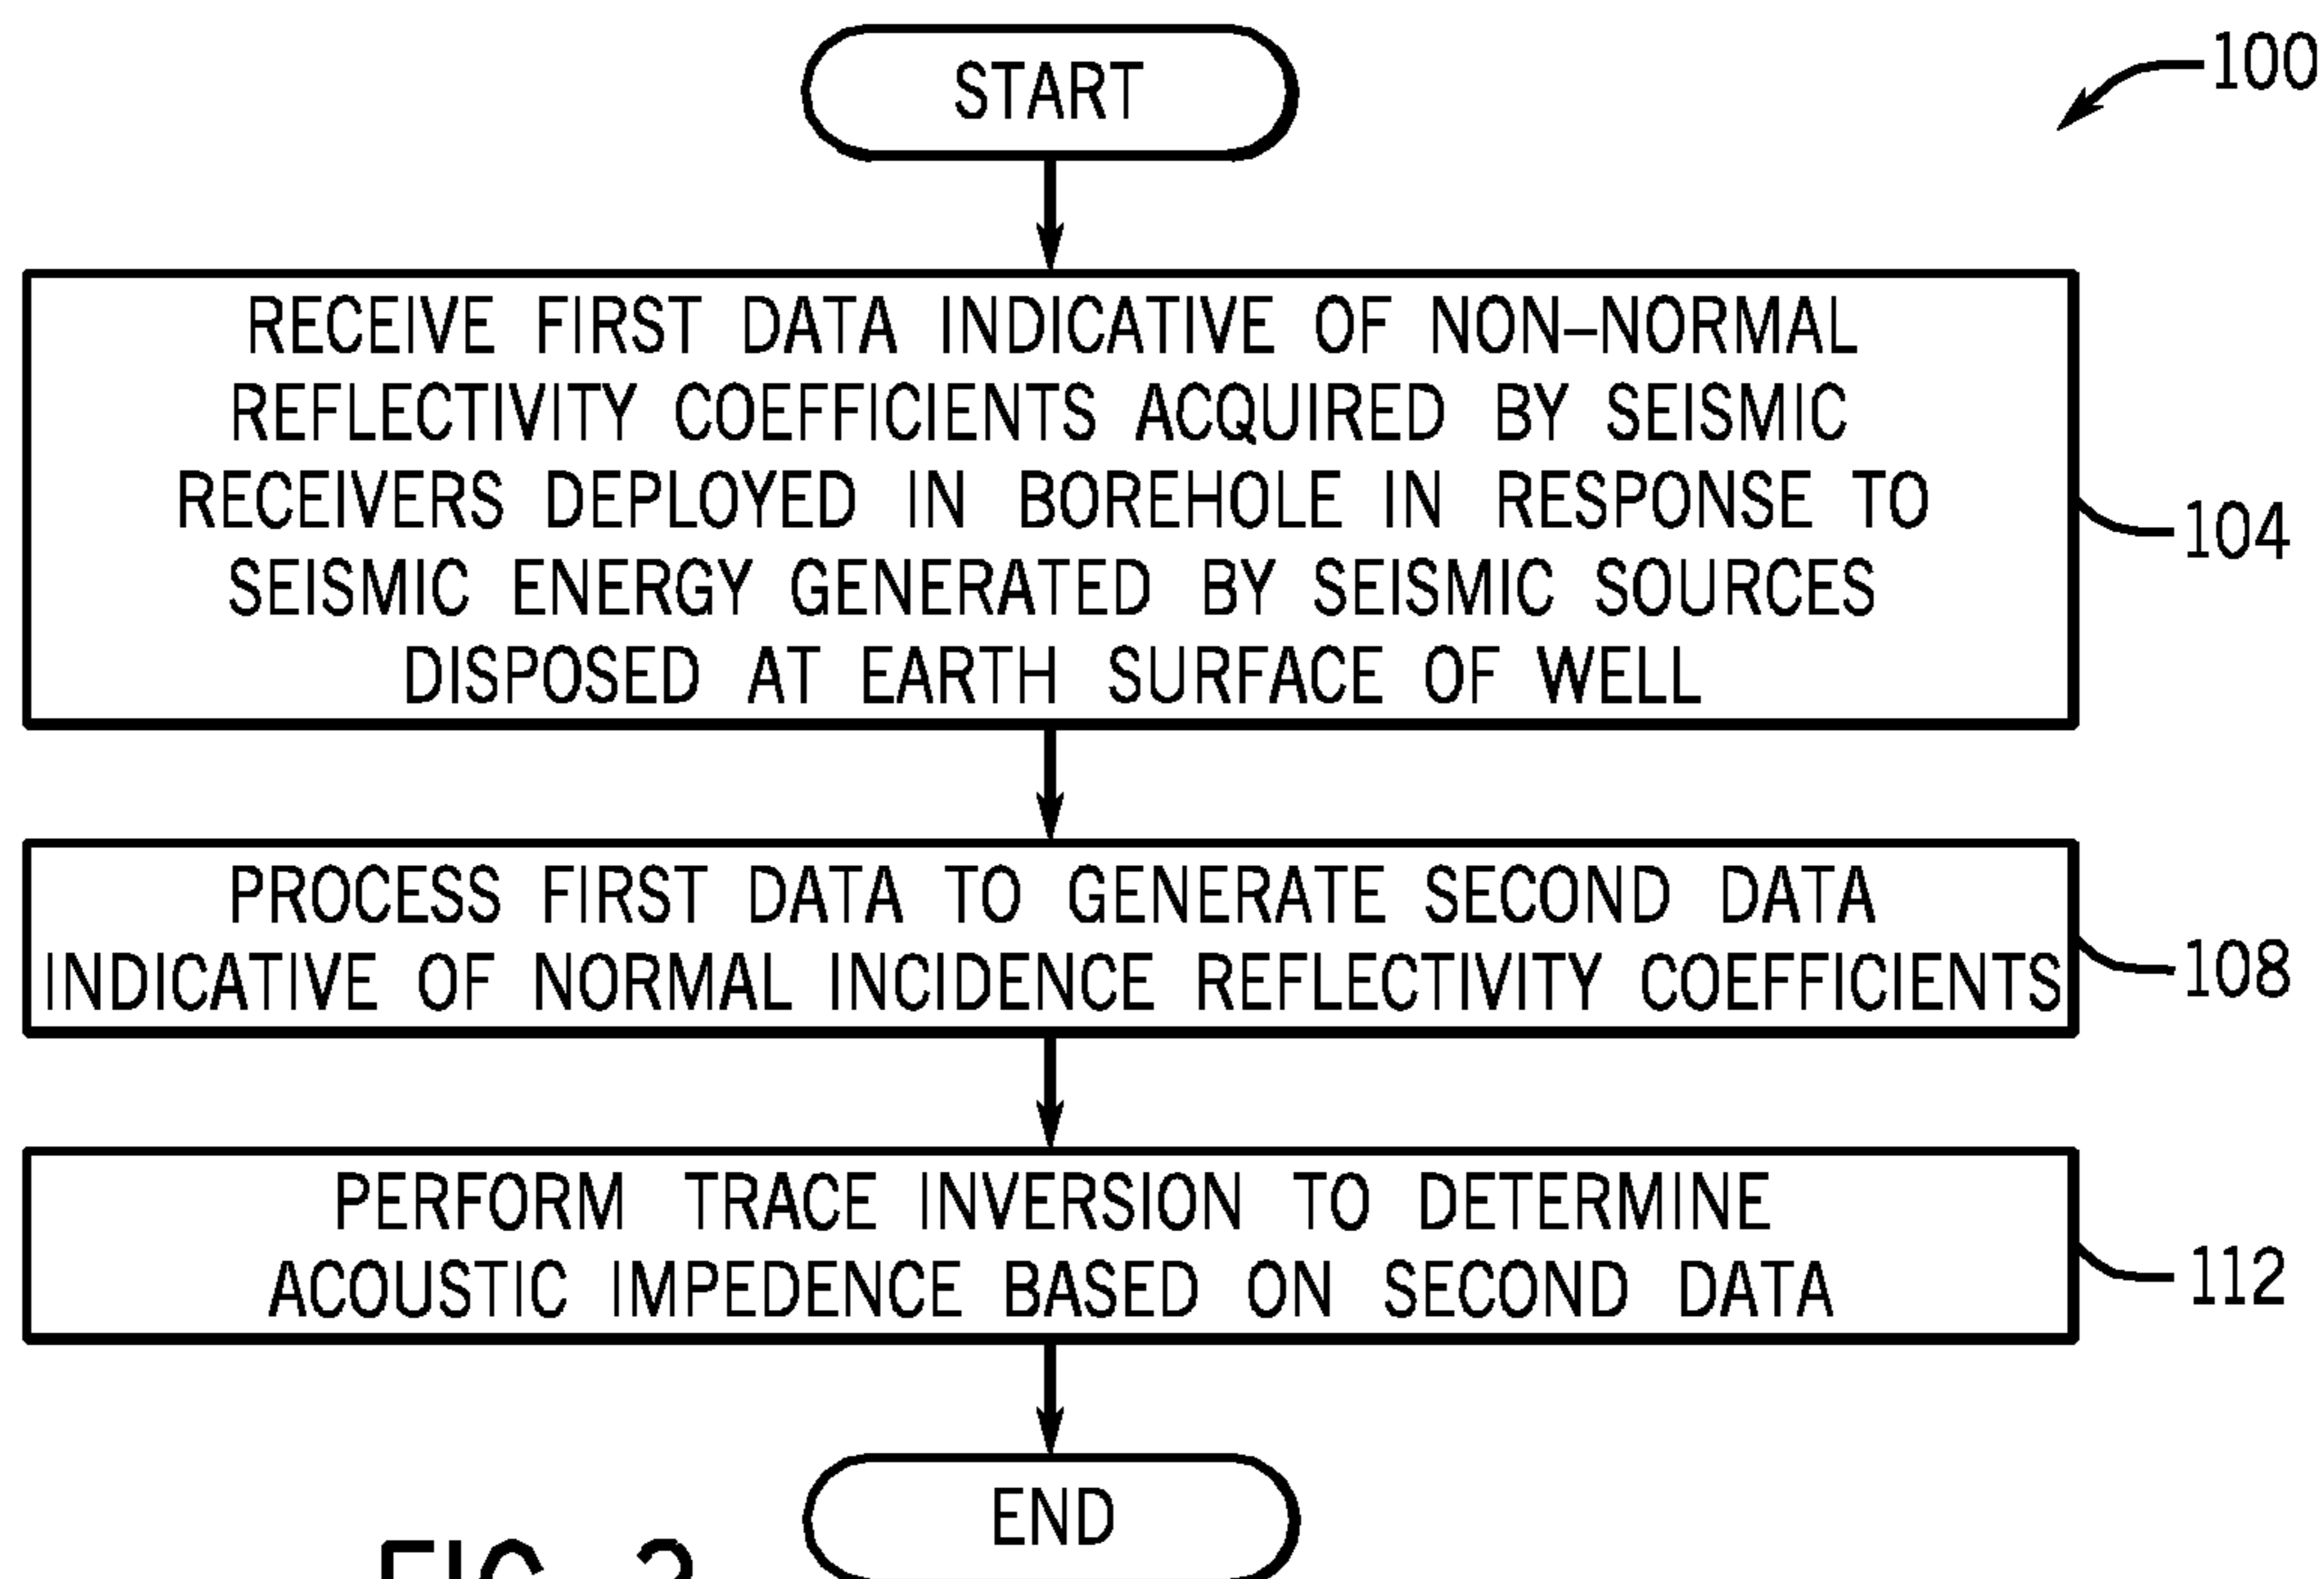 START
100
RECEIVE FIRST DATA INDICATIVE OF NON–NORMAL
REFLECTIVITY COEFFICIENTS ACQUIRED BY SEISMIC
RECEIVERS DEPLOYED IN BOREHOLE IN RESPONSE TO
SEISMIC ENERGY GENERATED BY SEISMIC SOURCES
DISPOSED AT EARTH SURFACE OF WELL
104
PROCESS FIRST DATA TO GENERATE SECOND DATA
INDICATIVE OF NORMAL INCIDENCE REFLECTIVITY COEFFICIENTS
108
PERFORM TRACE INVERSION TO DETERMINE
ACOUSTIC IMPEDENCE BASED ON SECOND DATA
112
END
FIG.